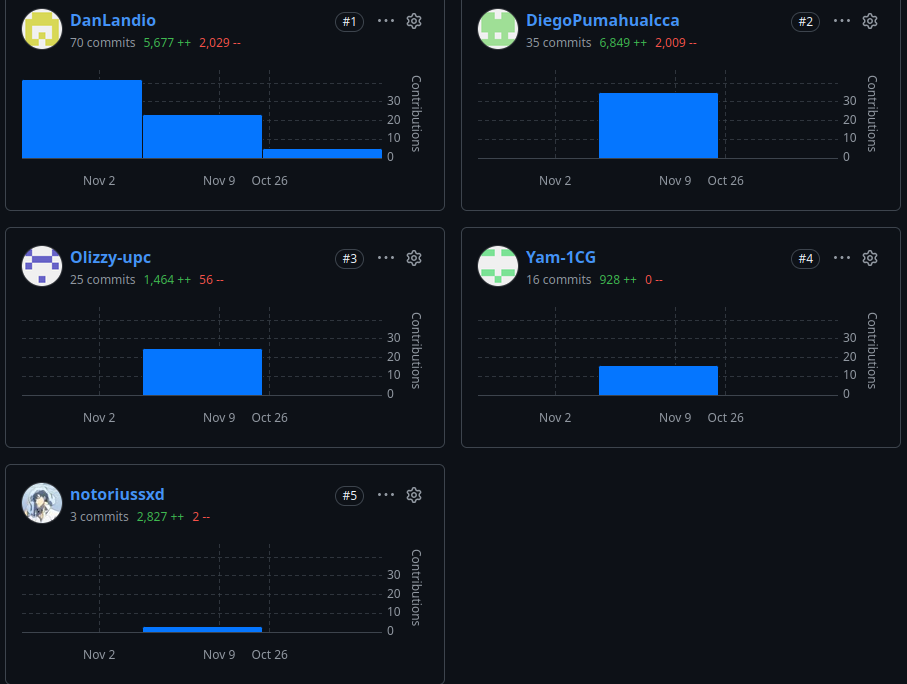 DanLandio #1
70 commits 5,677 ++ 2,029 --
Contributions
30
20
10
0
Nov 2 Nov 9 Oct 26
DiegoPumahualcca #2
35 commits 6,849 ++ 2,009 --
Contributions
30
20
10
0
Nov 2 Nov 9 Oct 26
Olizzy-upc #3
25 commits 1,464 ++ 56 --
Contributions
30
20
10
0
Nov 2 Nov 9 Oct 26
Yam-1CG #4
16 commits 928 ++ 0 --
Contributions
30
20
10
0
Nov 2 Nov 9 Oct 26
notoriussxd #5
3 commits 2,827 ++ 2 --
Contributions
30
20
10
0
Nov 2 Nov 9 Oct 26